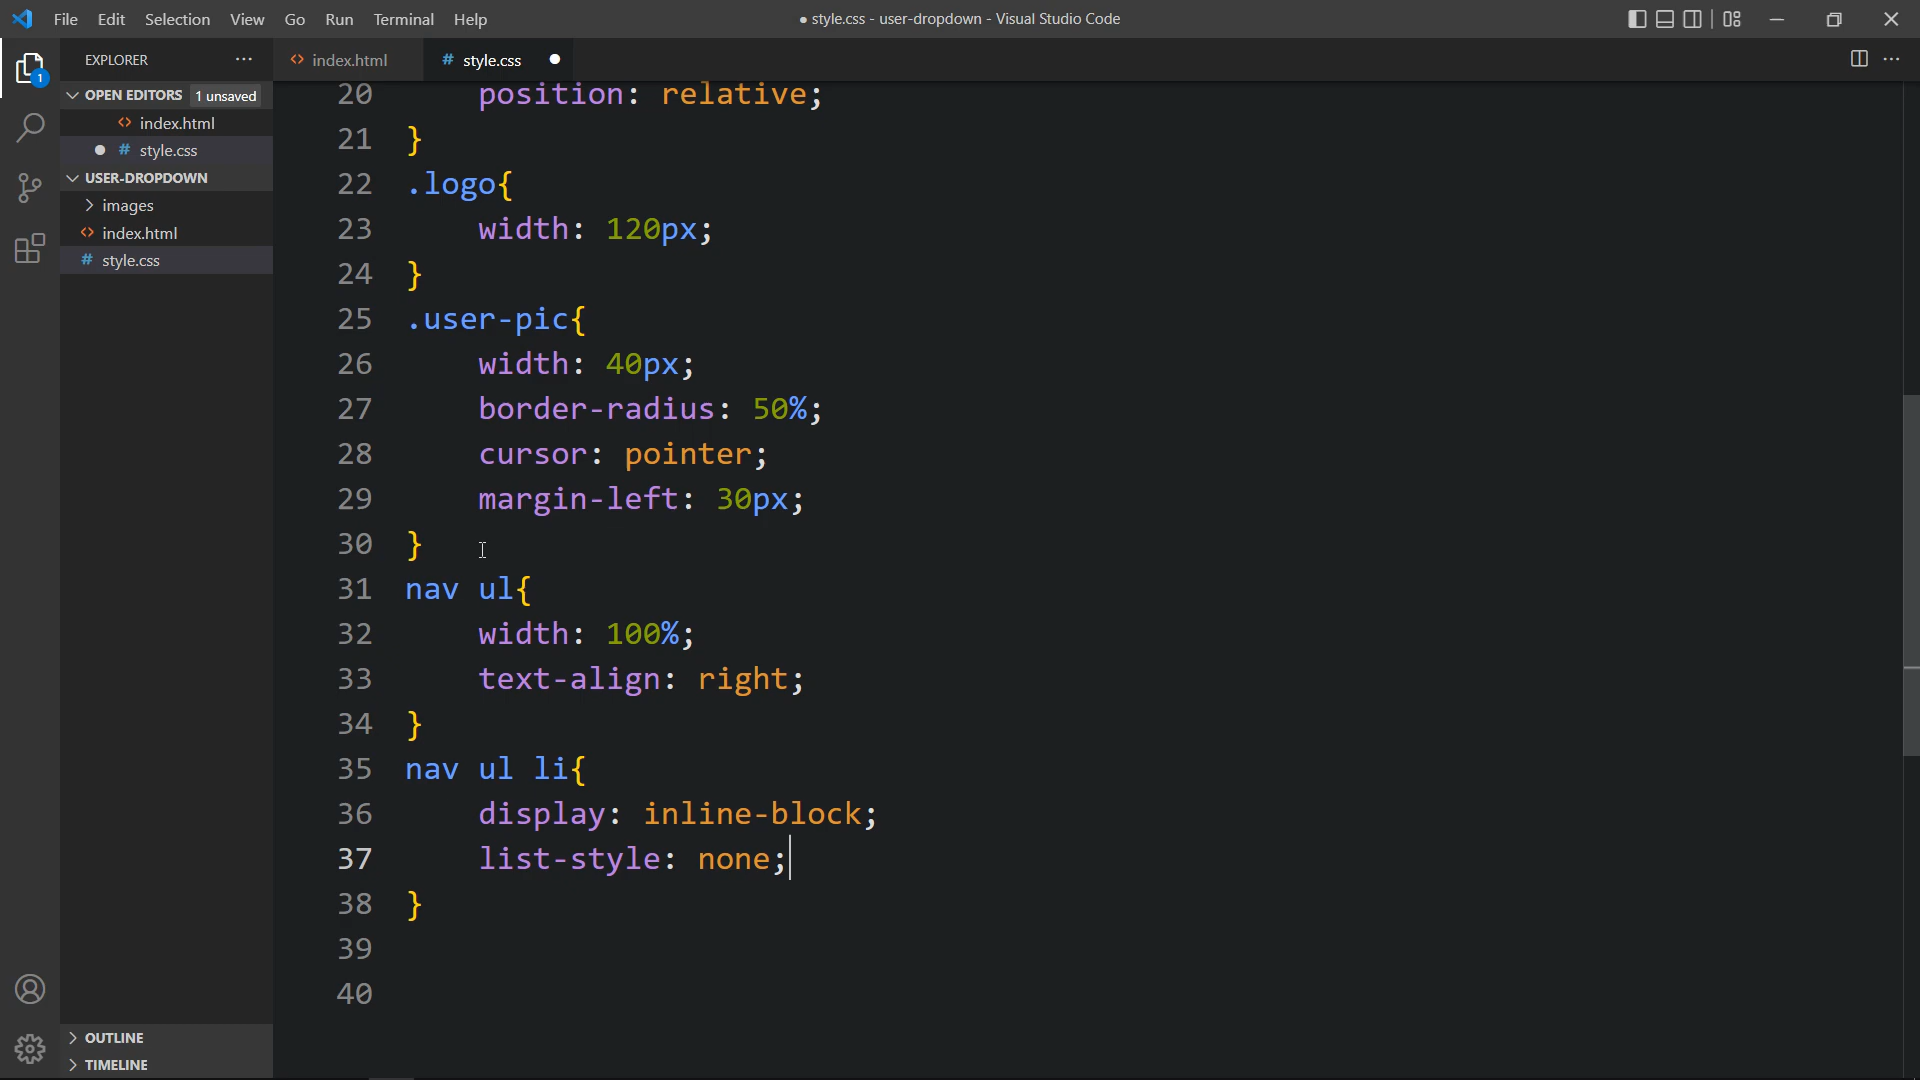 File Edit Selection View Go Run Terminal Help
● style.css - user-dropdown - Visual Studio Code
EXPLORER
OPEN EDITORS 1 unsaved
<> index.html
# style.css
USER-DROPDOWN
images
<> index.html
# style.css
OUTLINE
TIMELINE
1
<> index.html
# style.css
20 position: relative;
21 }
22 .logo{
23 width: 120px;
24 }
25 .user-pic{
26 width: 40px;
27 border-radius: 50%;
28 cursor: pointer;
29 margin-left: 30px;
30 }
31 nav ul{
32 width: 100%;
33 text-align: right;
34 }
35 nav ul li{
36 display: inline-block;
37 list-style: none;
38 }
39
40